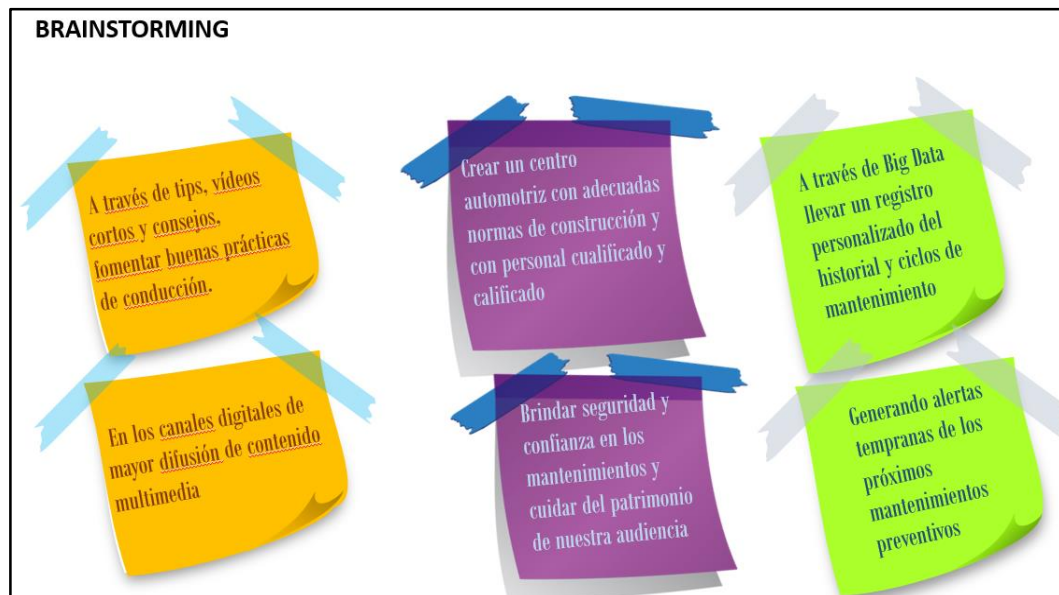 BRAINSTORMING
A través de tips, vídeos
cortos y consejos,
fomentar buenas prácticas
de conducción.
En los canales digitales de
mayor difusión de contenido
multimedia
Crear un centro
automotriz con adecuadas
normas de construcción y
con personal cualificado y
calificado
Brindar seguridad y
confianza en los
mantenimientos y
cuidar del patrimonio
de nuestra audiencia
A través de Big Data
llevar un registro
personalizado del
historial y ciclos de
mantenimiento
Generando alertas
tempranas de los
próximos
mantenimientos
preventivos